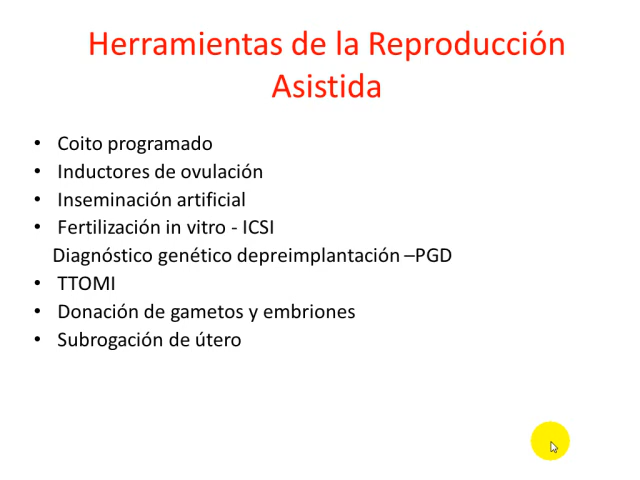 Herramientas de la Reproducción
Asistida
• Coito programado
• Inductores de ovulación
• Inseminación artificial
• Fertilización in vitro - ICSI
Diagnóstico genético depreimplantación –PGD
• TTOMI
• Donación de gametos y embriones
• Subrogación de útero